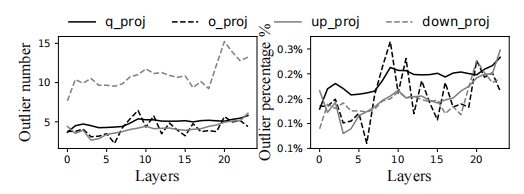 q_proj o_proj up_proj down_proj
Outlier number
15
10
5
0 5 10 15 20
Layers
Outlier percentage %
0.3%
0.2%
0.2%
0.1%
0.1%
0 5 10 15 20
Layers